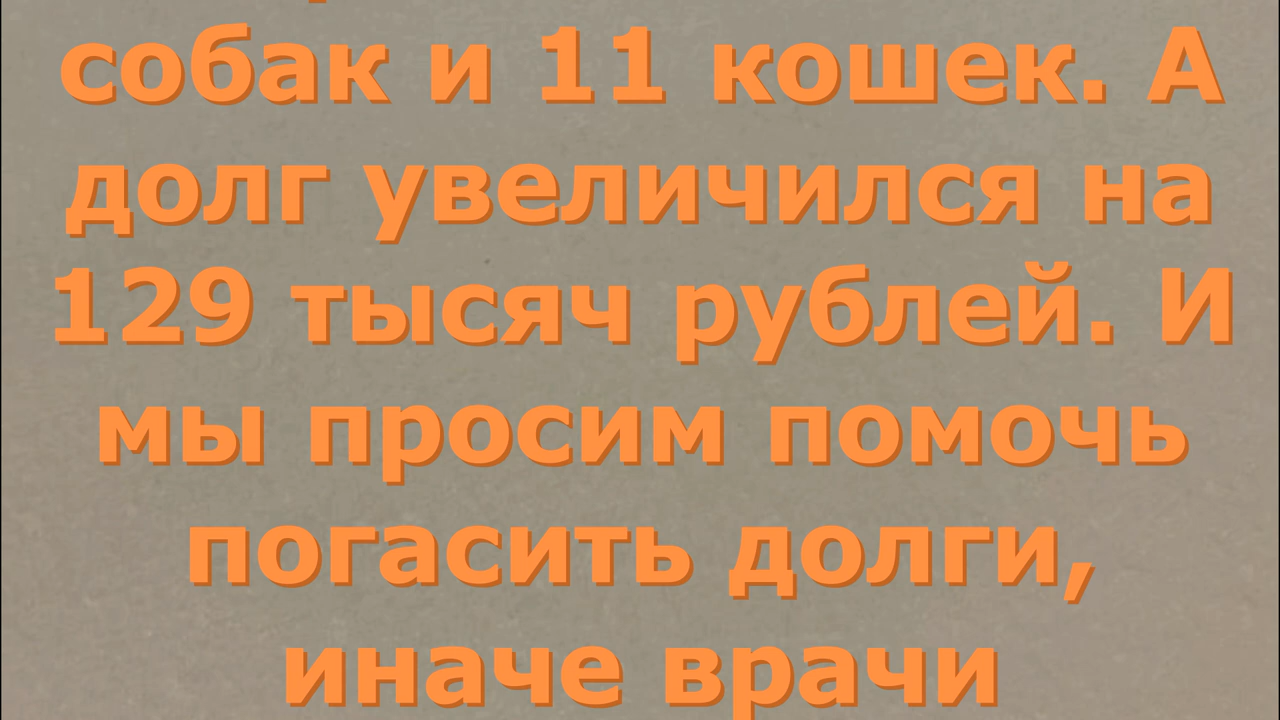 собак и 11 кошек. А
долг увеличился на
129 тысяч рублей. И
мы просим помочь
погасить долги,
иначе врачи